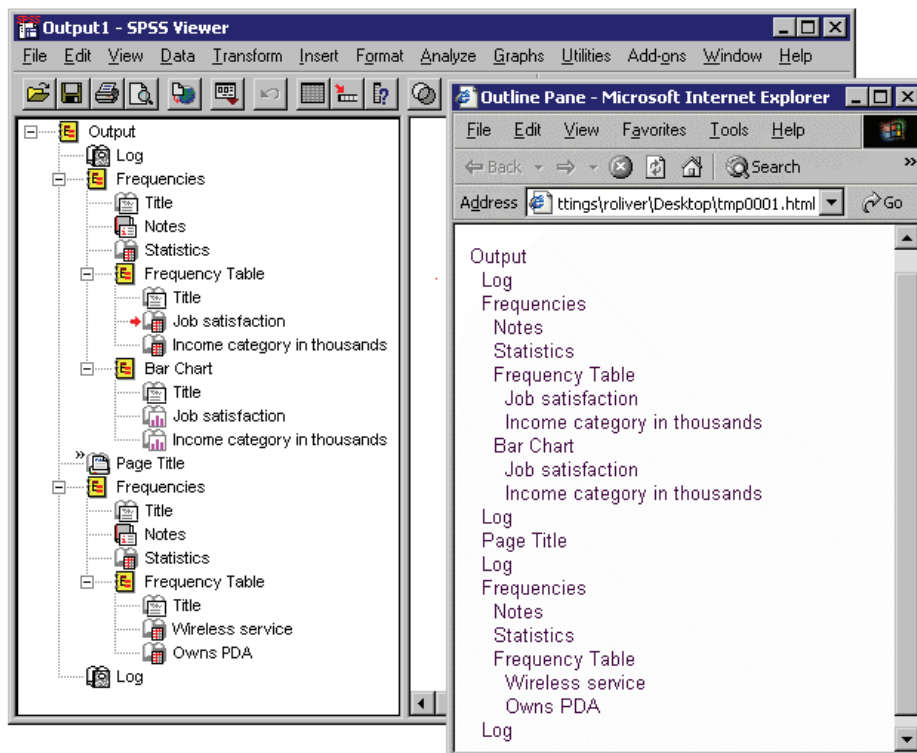 Output1 - SPSS Viewer
File Edit View Data Transform Insert Format Analyze Graphs Utilities Add-ons Window Help
Output
Log
Frequencies
Title
Notes
Statistics
Frequency Table
Title
Job satisfaction
Income category in thousands
Bar Chart
Title
Job satisfaction
Income category in thousands
Page Title
Frequencies
Title
Notes
Statistics
Frequency Table
Title
Wireless service
Owns PDA
Log
Outline Pane - Microsoft Internet Explorer
File Edit View Favorites Tools Help
Back Search
Address ttings\roliver\Desktop\tmp0001.html Go
Output
Log
Frequencies
Notes
Statistics
Frequency Table
Job satisfaction
Income category in thousands
Bar Chart
Job satisfaction
Income category in thousands
Log
Page Title
Log
Frequencies
Notes
Statistics
Frequency Table
Wireless service
Owns PDA
Log